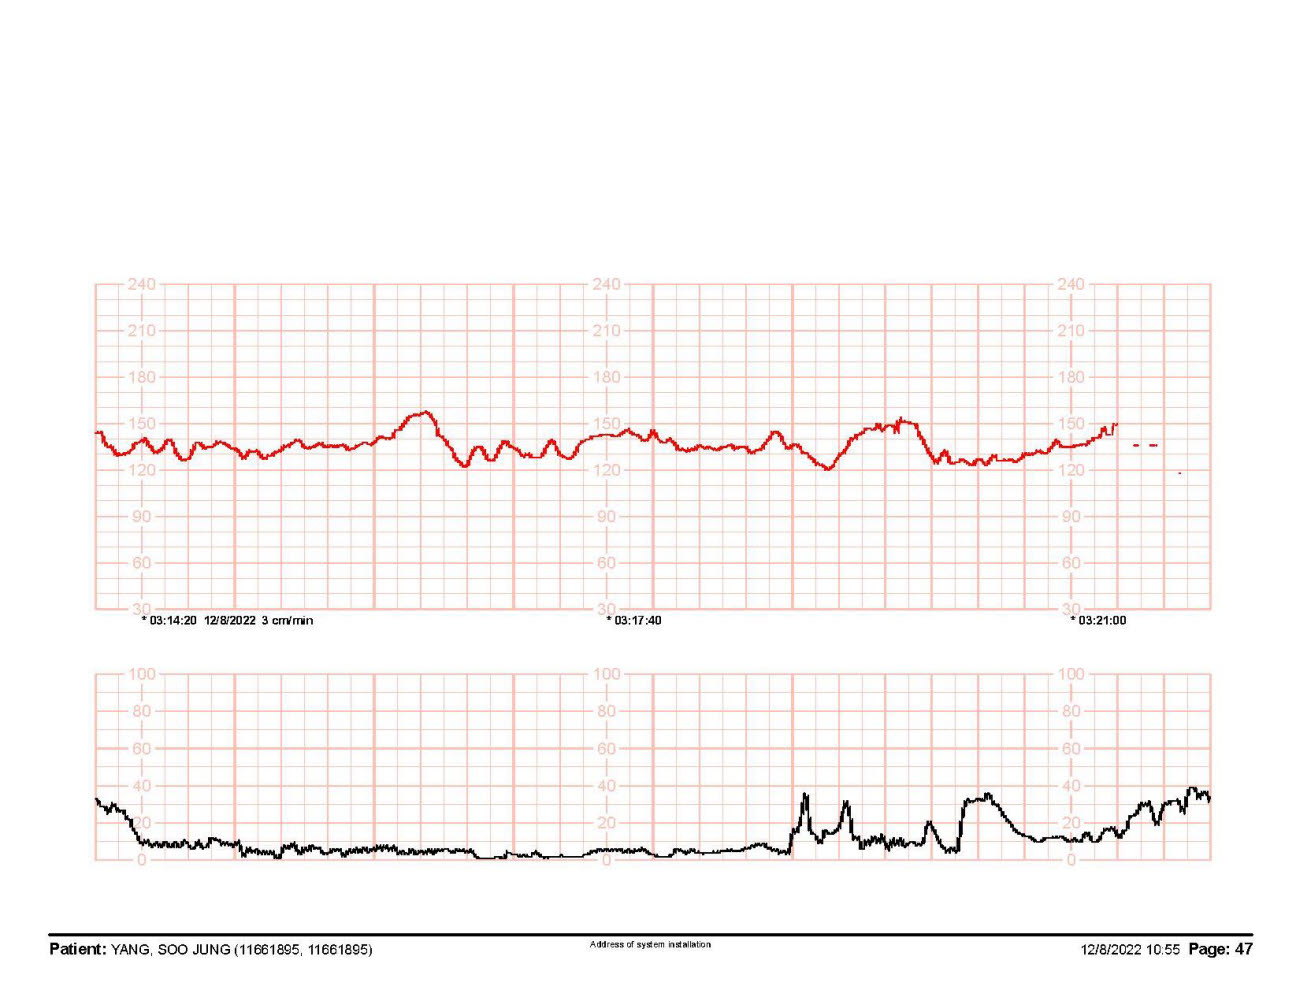 240 240 240
210 210 210
180 180 180
150 150 150
120 120 120
90 90 90
60 60 60
30 30 30
* 03:14:20 12/8/2022 3 cm/min * 03:17:40 * 03:21:00
100 100 100
80 80 80
60 60 60
40 40 40
20 20 20
0 0 0
Patient: YANG, SOO JUNG (11661895, 11661895) Address of system installation 12/8/2022 10:55 Page: 47